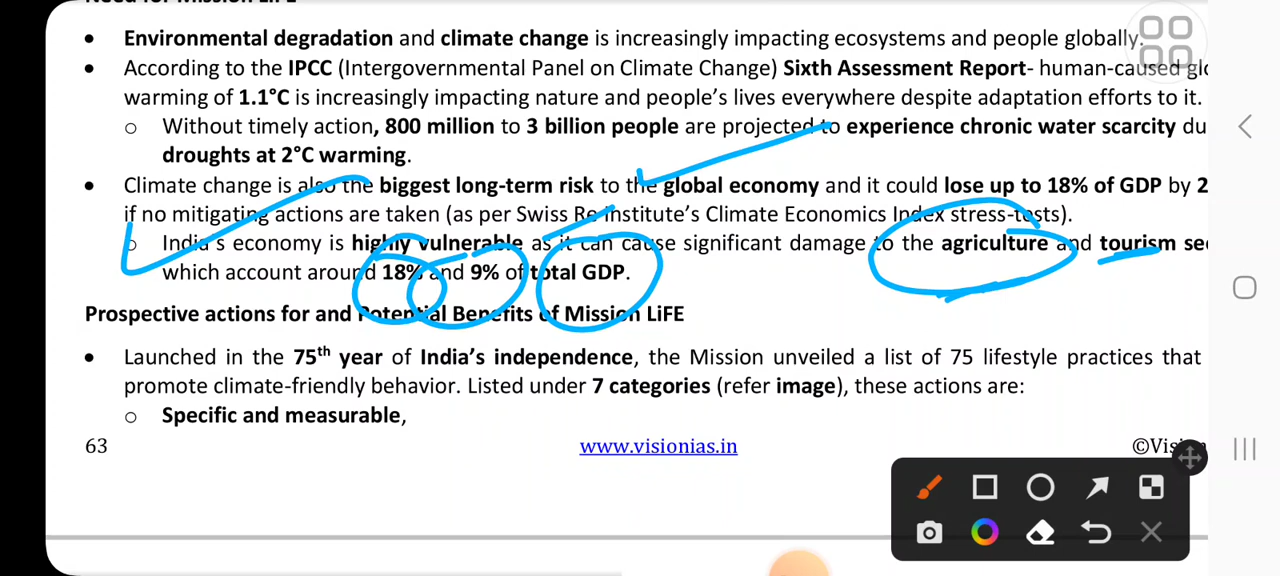 Need for Mission LiFE
• Environmental degradation and climate change is increasingly impacting ecosystems and people globally.
• According to the IPCC (Intergovernmental Panel on Climate Change) Sixth Assessment Report- human-caused glo
warming of 1.1°C is increasingly impacting nature and people's lives everywhere despite adaptation efforts to it.
o Without timely action, 800 million to 3 billion people are projected to experience chronic water scarcity du
droughts at 2°C warming.
• Climate change is also the biggest long-term risk to the global economy and it could lose up to 18% of GDP by 2
if no mitigating actions are taken (as per Swiss Re Institute's Climate Economics Index stress-tests).
o India's economy is highly vulnerable as it can cause significant damage to the agriculture and tourism se
which account around 18% and 9% of total GDP.
Prospective actions for and Potential Benefits of Mission LiFE
• Launched in the 75th year of India's independence, the Mission unveiled a list of 75 lifestyle practices that
promote climate-friendly behavior. Listed under 7 categories (refer image), these actions are:
o Specific and measurable,
63 www.visionias.in ©Vis